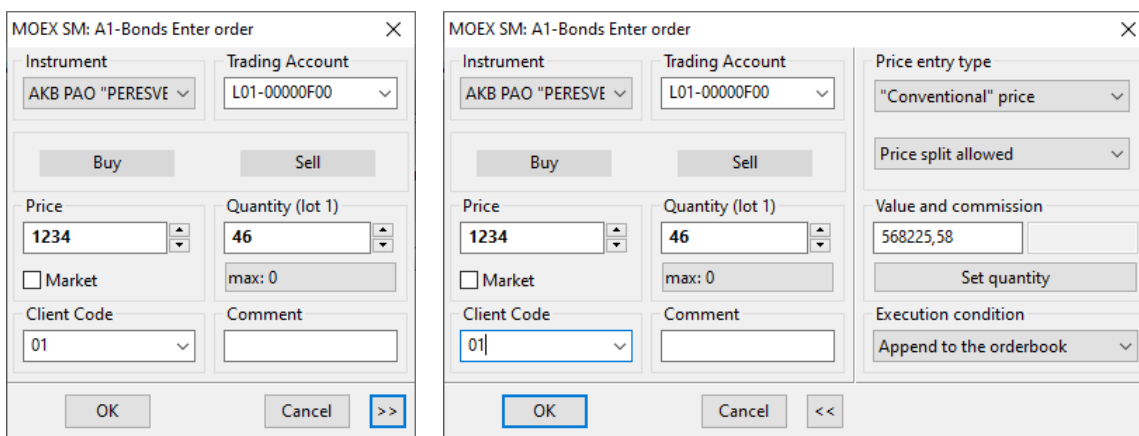 MOEX SM: A1-Bonds Enter order
Instrument
Trading Account
AKB PAO "PERESVE
L01-00000F00
Buy
Sell
Price
Quantity (lot 1)
1234
46
Market
max: 0
Client Code
Comment
01
OK
Cancel
>>
MOEX SM: A1-Bonds Enter order
Instrument
Trading Account
Price entry type
AKB PAO "PERESVE
L01-00000F00
"Conventional" price
Buy
Sell
Price split allowed
Price
Quantity (lot 1)
Value and commission
1234
46
568225,58
Market
max: 0
Set quantity
Client Code
Comment
Execution condition
01
Append to the orderbook
OK
Cancel
<<